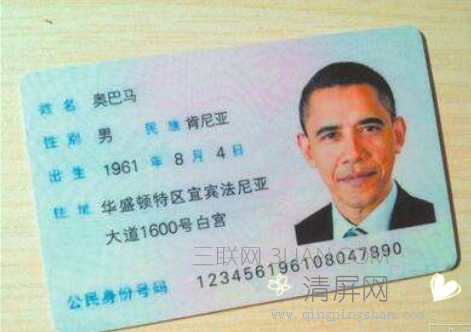 姓名 奥巴马
性别 男 民族 肯尼亚
出生 1961 年 8 月 4 日
住址 华盛顿特区宜宾法尼亚
大道1600号白宫
三联网 3LIAN.COM
公民身份号码 123456196108047890
清屏网
www.qingpingshan.com